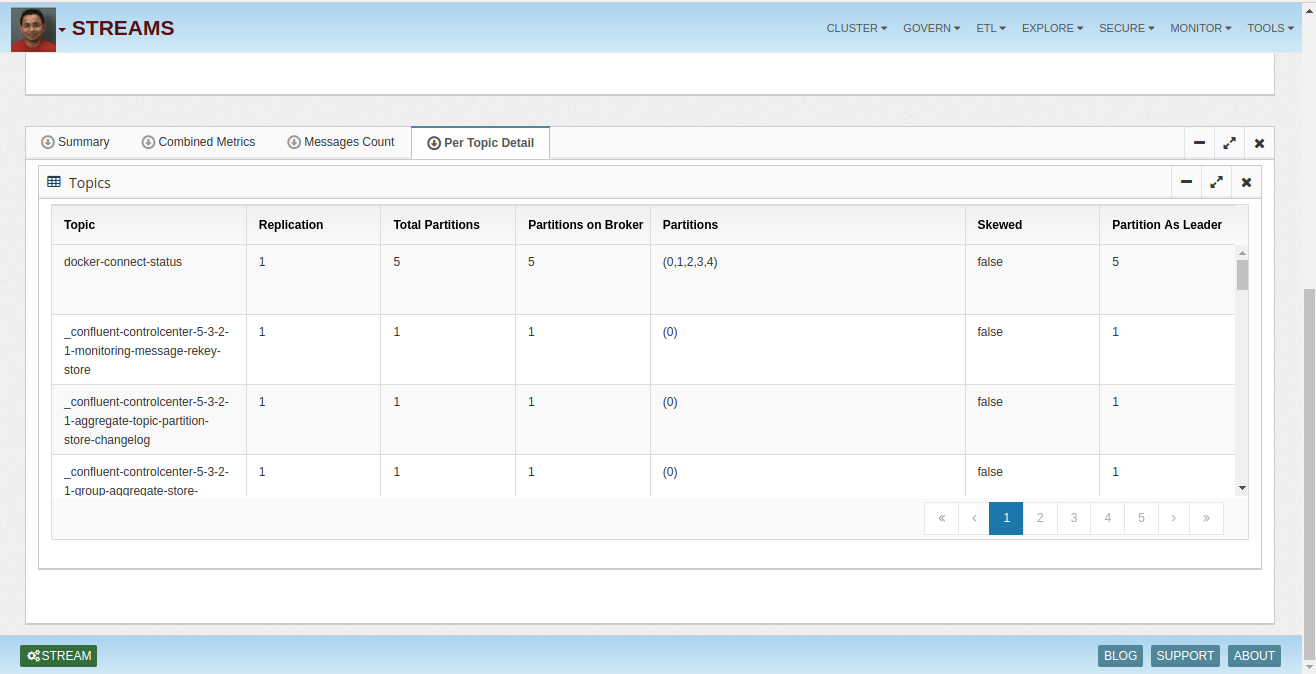 STREAMS
CLUSTER GOVERN ETL EXPLORE SECURE MONITOR TOOLS
Summary Combined Metrics Messages Count Per Topic Detail
Topics
Topic Replication Total Partitions Partitions on Broker Partitions Skewed Partition As Leader
docker-connect-status 1 5 5 (0,1,2,3,4) false 5
_confluent-controlcenter-5-3-2- 1 1 1 (0) false 1
1-monitoring-message-rekey-
store
_confluent-controlcenter-5-3-2- 1 1 1 (0) false 1
1-aggregate-topic-partition-
store-changelog
_confluent-controlcenter-5-3-2- 1 1 1 (0) false 1
1-group-aggregate-store-
« ‹ 1 2 3 4 5 › »
STREAM BLOG SUPPORT ABOUT